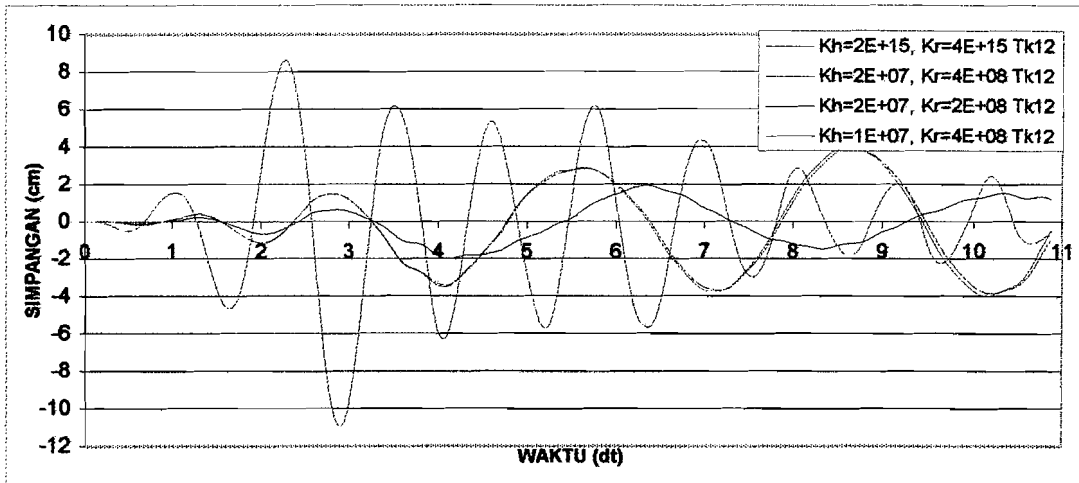 10
8
6
4
2
0
-2
-4
-6
-8
-10
-12
SIMPANGAN (cm)
1 2 3 4 5 6 7 8 9 10 11
WAKTU (dt)
Kh=2E+15, Kr=4E+15 Tk12
Kh=2E+07, Kr=4E+08 Tk12
Kh=2E+07, Kr=2E+08 Tk12
Kh=1E+07, Kr=4E+08 Tk12